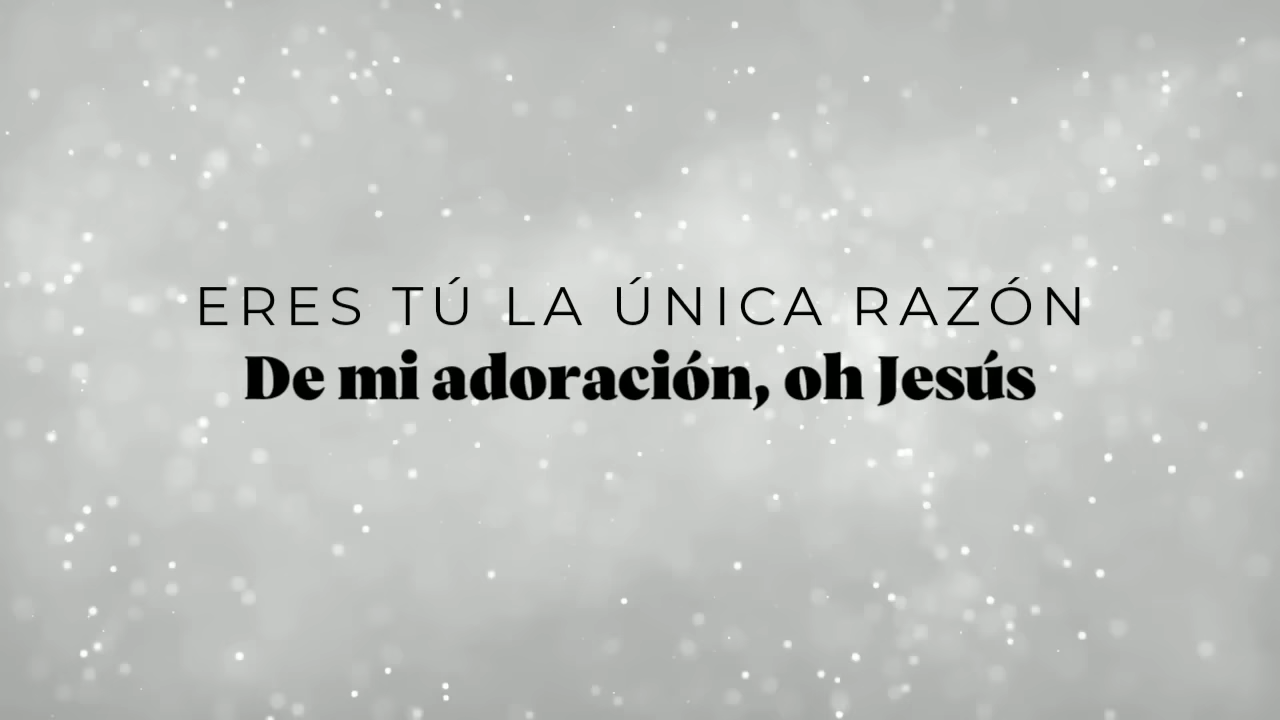 ERES TÚ LA ÚNICA RAZÓN
De mi adoración, oh Jesús